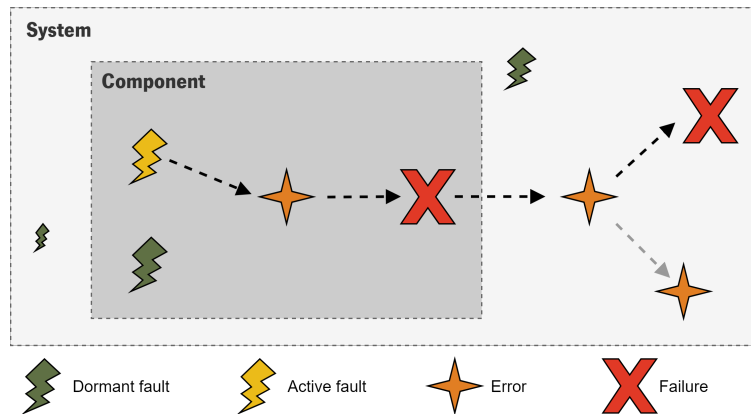 System
Component
Dormant fault
Active fault
Error
Failure